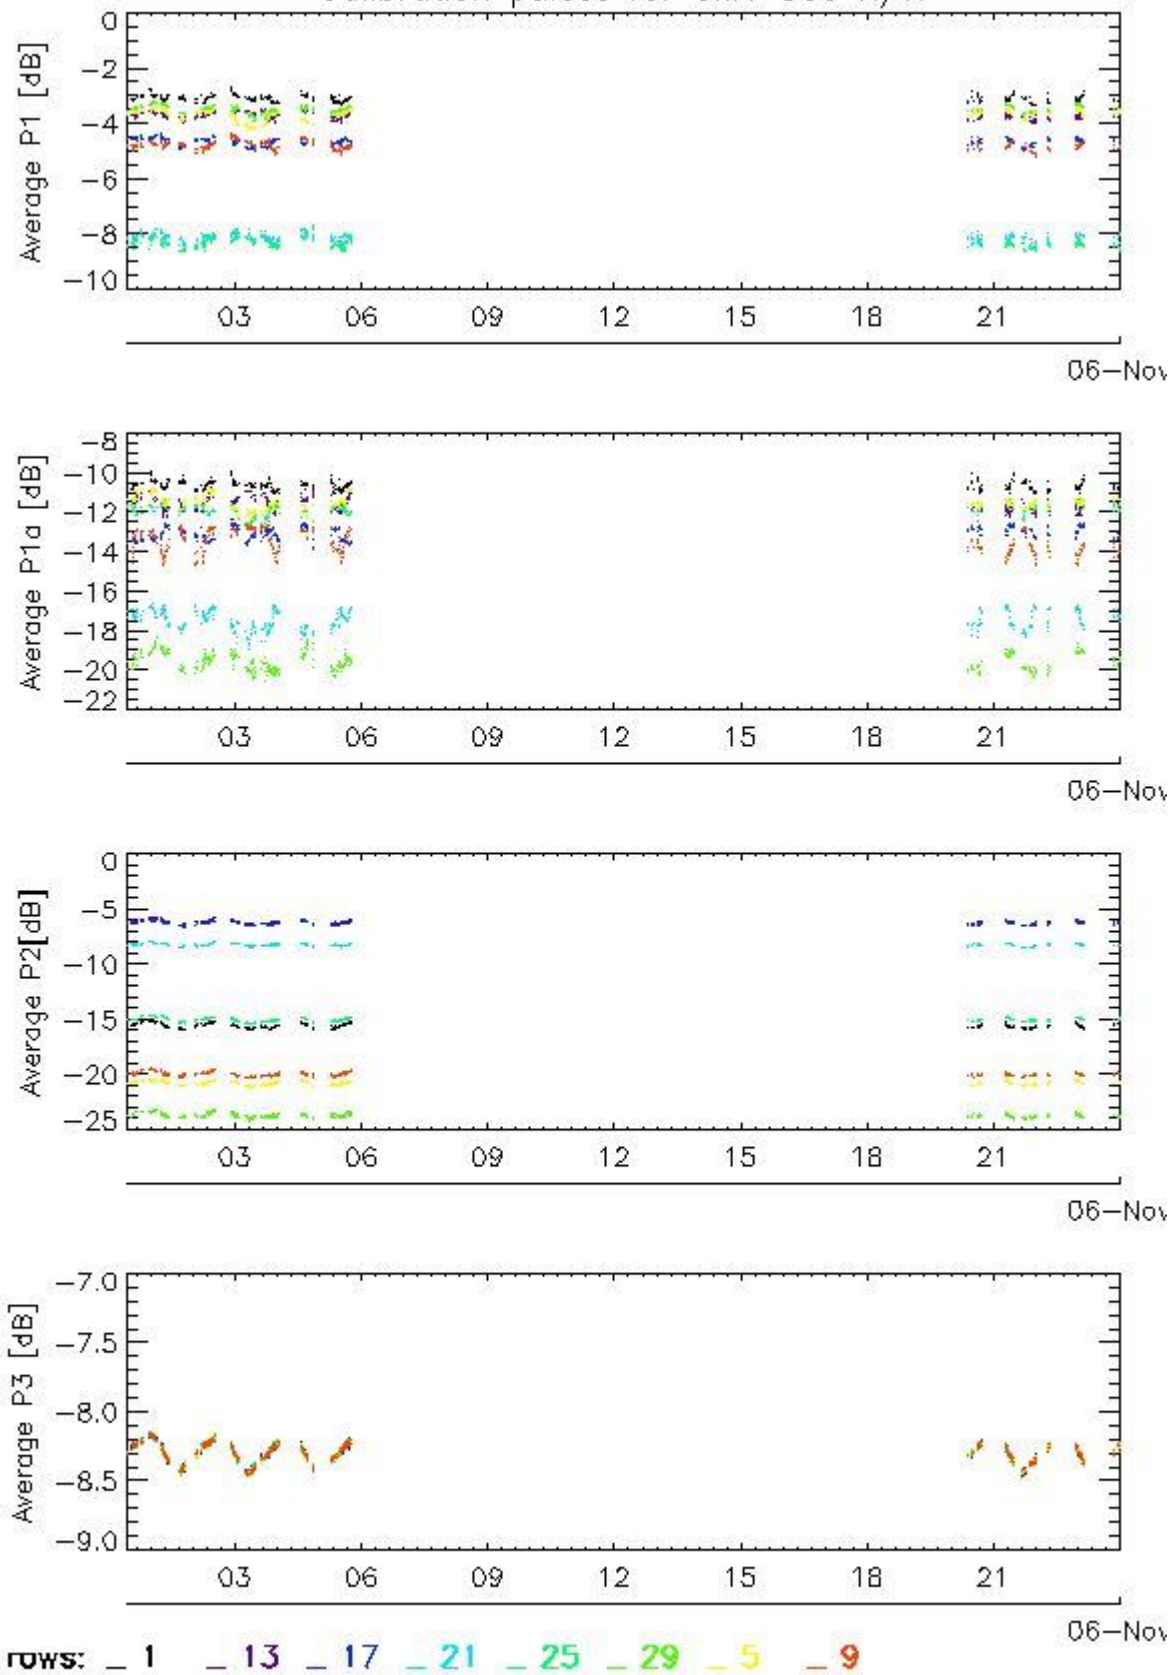 Average P1 [dB]
0
−2
−4
−6
−8
−10
03 06 09 12 15 18 21
06−Nov
Average P1a [dB]
−8
−10
−12
−14
−16
−18
−20
−22
03 06 09 12 15 18 21
06−Nov
Average P2[dB]
0
−5
−10
−15
−20
−25
03 06 09 12 15 18 21
06−Nov
Average P3 [dB]
−7.0
−7.5
−8.0
−8.5
−9.0
03 06 09 12 15 18 21
06−Nov
rows: _ 1 _ 13 _ 17 _ 21 _ 25 _ 29 _ 5 _ 9